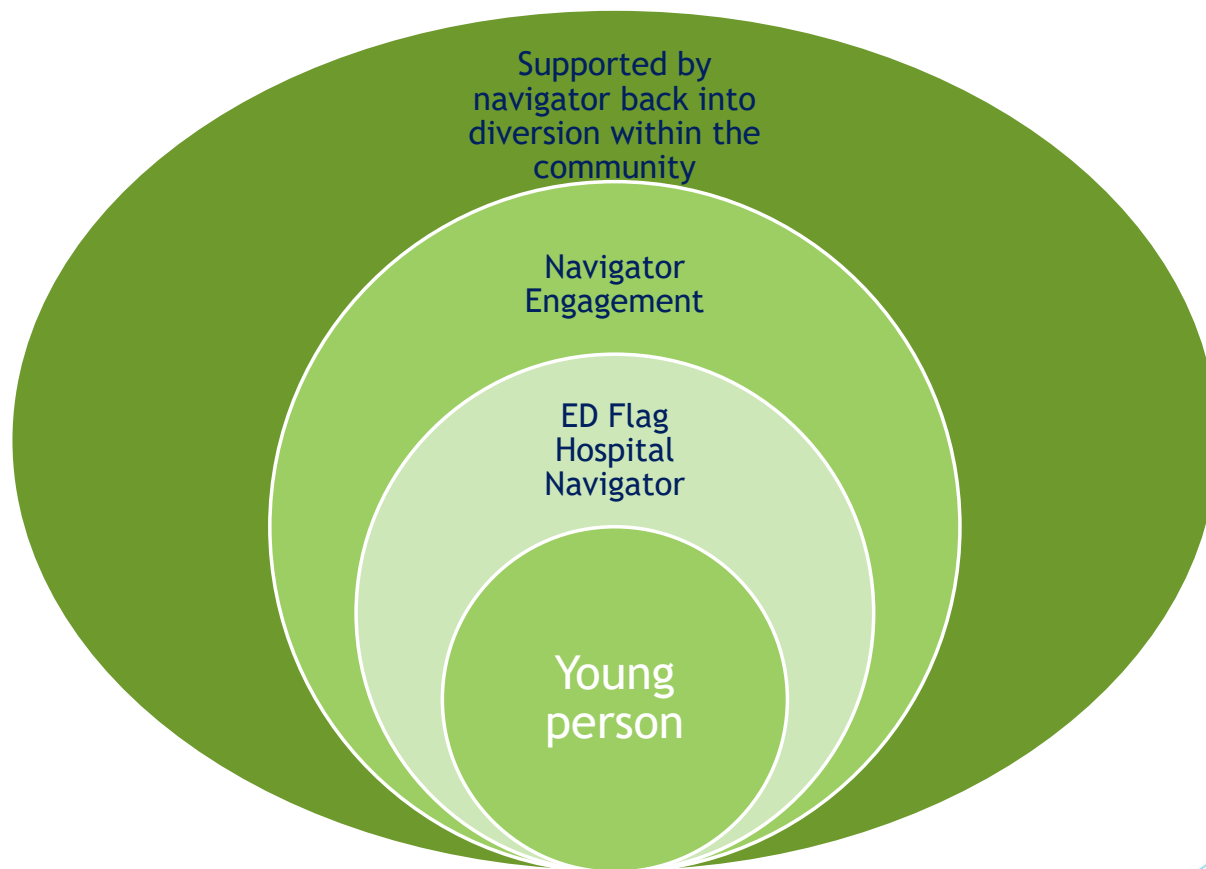 Supported by
navigator back into
diversion within the
community
Navigator
Engagement
ED Flag
Hospital
Navigator
Young
person